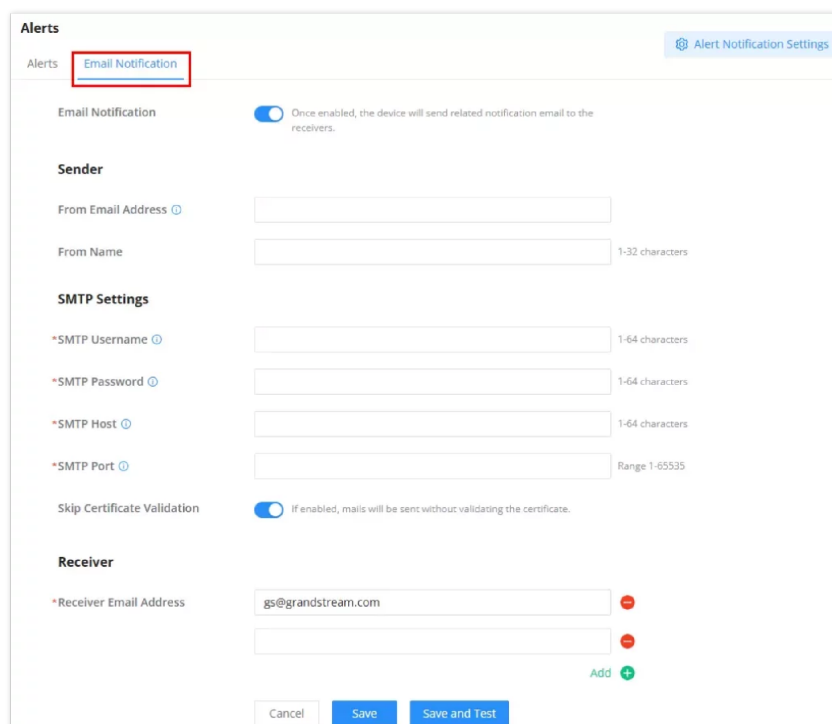 Alerts
Alert Notification Settings
Alerts
Email Notification
Email Notification
Once enabled, the device will send related notification email to the
receivers.
Sender
From Email Address
From Name
1-32 characters
SMTP Settings
*SMTP Username
1-64 characters
*SMTP Password
1-64 characters
*SMTP Host
1-64 characters
*SMTP Port
Range 1-65535
Skip Certificate Validation
If enabled, mails will be sent without validating the certificate.
Receiver
*Receiver Email Address
gs@grandstream.com
Add
Cancel
Save
Save and Test